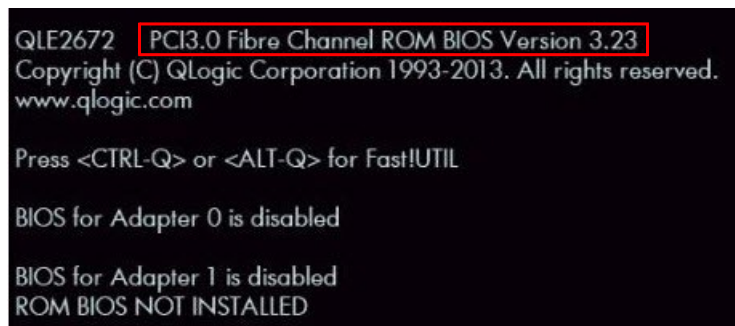 QLE2672 PCI3.0 Fibre Channel ROM BIOS Version 3.23
Copyright (C) QLogic Corporation 1993-2013. All rights reserved.
www.qlogic.com
Press <CTRL-Q> or <ALT-Q> for Fast!UTIL
BIOS for Adapter 0 is disabled
BIOS for Adapter 1 is disabled
ROM BIOS NOT INSTALLED